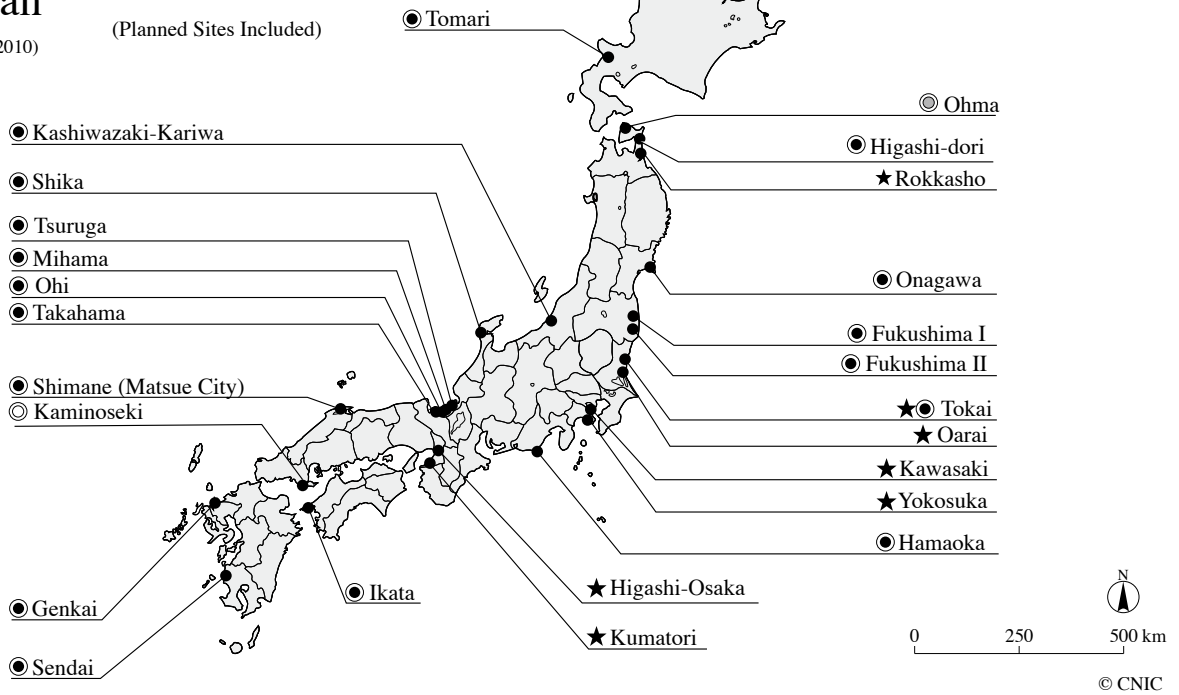 (Planned Sites Included)
2010)
Tomari
Ohma
Kashiwazaki-Kariwa
Higashi-dori
Shika
Rokkasho
Tsuruga
Mihama
Ohi
Onagawa
Takahama
Fukushima I
Fukushima II
Shimane (Matsue City)
Kaminoseki
Tokai
Oarai
Kawasaki
Yokosuka
Hamaoka
Higashi-Osaka
Ikata
Genkai
Kumatori
Sendai
N
0 250 500 km
© CNIC